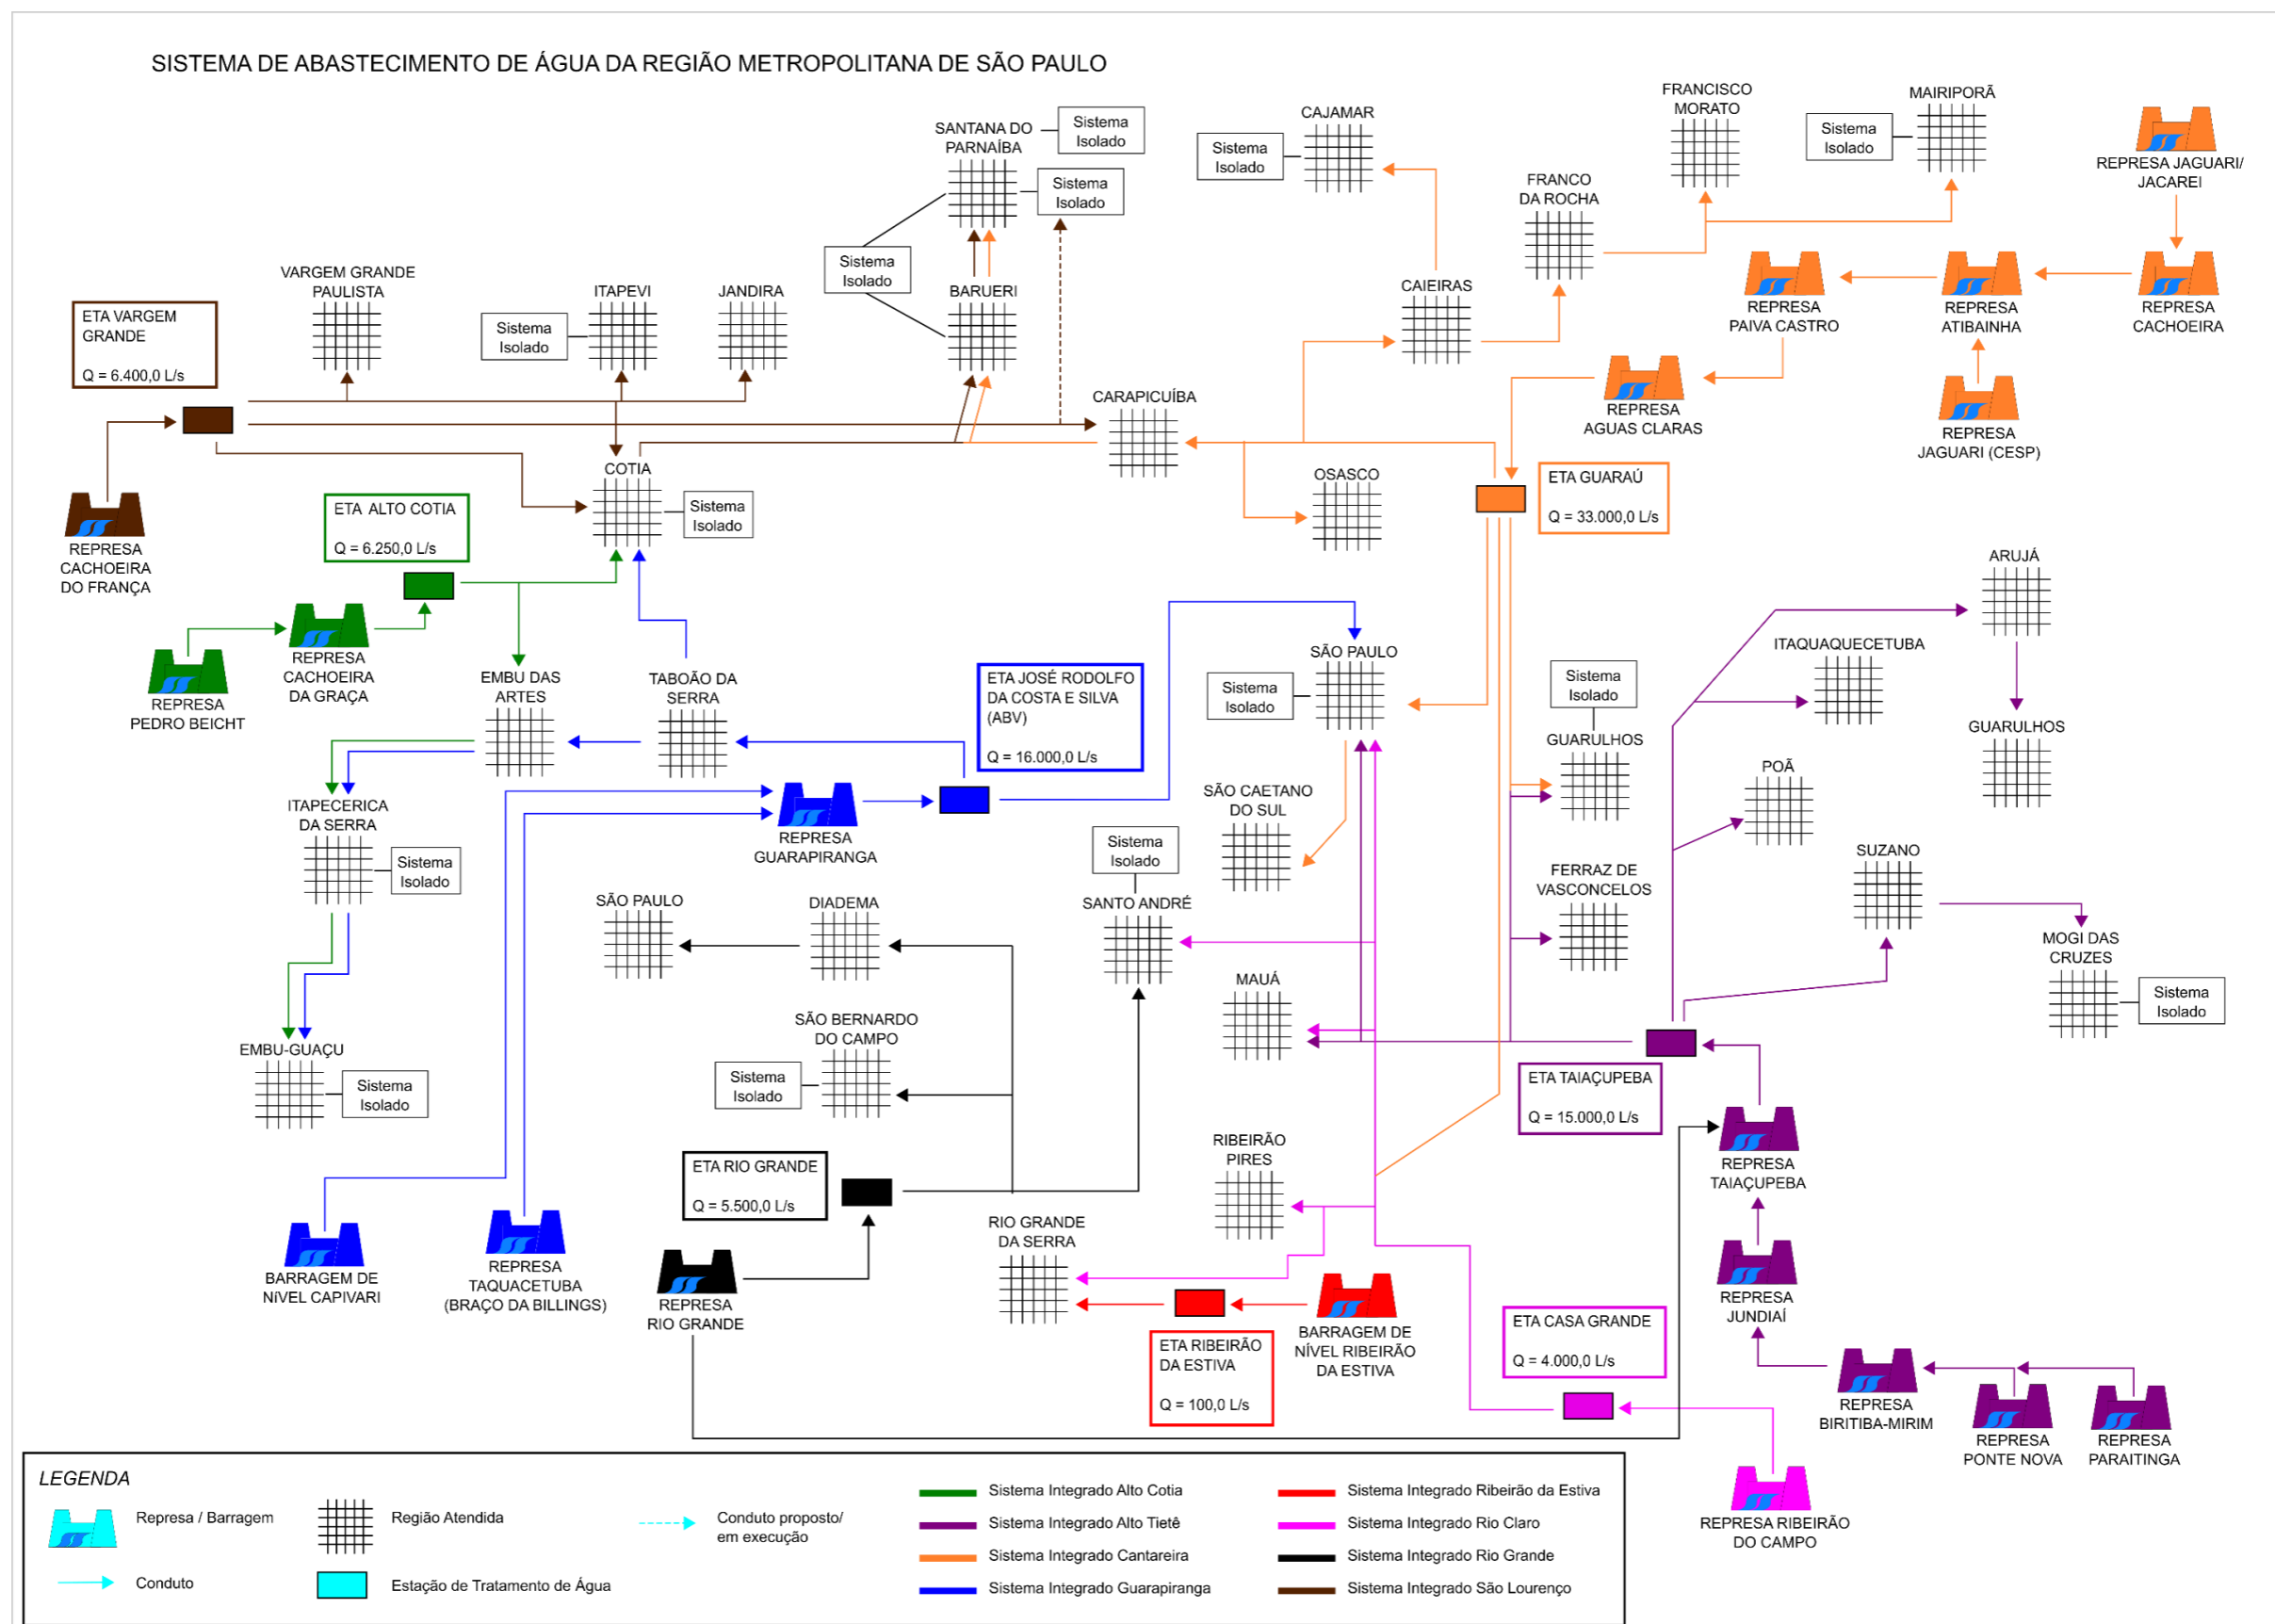 SISTEMA DE ABASTECIMENTO DE ÁGUA DA REGIÃO METROPOLITANA DE SÃO PAULO
SANTANA DO
PARNAÍBA
Sistema
Isolado
Sistema
Isolado
CAJAMAR
Sistema
Isolado
FRANCISCO
MORATO
MAIRIPORÃ
Sistema
Isolado
REPRESA JAGUARI/
JACAREI
FRANCO
DA ROCHA
VARGEM GRANDE
PAULISTA
ITAPEVI
Sistema
Isolado
JANDIRA
Sistema
Isolado
BARUERI
CAIEIRAS
REPRESA
PAIVA CASTRO
REPRESA
ATIBAINHA
REPRESA
CACHOEIRA
ETA VARGEM
GRANDE
Q = 6.400,0 L/s
CARAPICUÍBA
REPRESA
AGUAS CLARAS
REPRESA
JAGUARI (CESP)
COTIA
Sistema
Isolado
OSASCO
ETA GUARAÚ
Q = 33.000,0 L/s
REPRESA
CACHOEIRA
DO FRANÇA
ETA ALTO COTIA
Q = 6.250,0 L/s
ARUJÁ
REPRESA
CACHOEIRA
DA GRAÇA
REPRESA
PEDRO BEICHT
EMBU DAS
ARTES
TABOÃO DA
SERRA
ETA JOSÉ RODOLFO
DA COSTA E SILVA
(ABV)
Q = 16.000,0 L/s
SÃO PAULO
Sistema
Isolado
Sistema
Isolado
GUARULHOS
ITAQUAQUECETUBA
GUARULHOS
ITAPECERICA
DA SERRA
Sistema
Isolado
REPRESA
GUARAPIRANGA
SÃO CAETANO
DO SUL
POÃ
Sistema
Isolado
SANTO ANDRÉ
FERRAZ DE
VASCONCELOS
SUZANO
SÃO PAULO
DIADEMA
MOGI DAS
CRUZES
Sistema
Isolado
MAUÁ
SÃO BERNARDO
DO CAMPO
Sistema
Isolado
EMBU-GUAÇU
Sistema
Isolado
ETA TAIAÇUPEBA
Q = 15.000,0 L/s
ETA RIO GRANDE
Q = 5.500,0 L/s
RIBEIRÃO
PIRES
REPRESA
TAIAÇUPEBA
RIO GRANDE
DA SERRA
BARRAGEM DE
NíVEL CAPIVARI
REPRESA
TAQUACETUBA
(BRAÇO DA BILLINGS)
REPRESA
RIO GRANDE
ETA RIBEIRÃO
DA ESTIVA
Q = 100,0 L/s
BARRAGEM DE
NÍVEL RIBEIRÃO
DA ESTIVA
ETA CASA GRANDE
Q = 4.000,0 L/s
REPRESA
JUNDIAÍ
REPRESA
BIRITIBA-MIRIM
REPRESA
PONTE NOVA
REPRESA
PARAITINGA
REPRESA RIBEIRÃO
DO CAMPO
LEGENDA
Represa / Barragem
Região Atendida
Conduto proposto/
em execução
Conduto
Estação de Tratamento de Água
Sistema Integrado Alto Cotia
Sistema Integrado Alto Tietê
Sistema Integrado Cantareira
Sistema Integrado Guarapiranga
Sistema Integrado Ribeirão da Estiva
Sistema Integrado Rio Claro
Sistema Integrado Rio Grande
Sistema Integrado São Lourenço